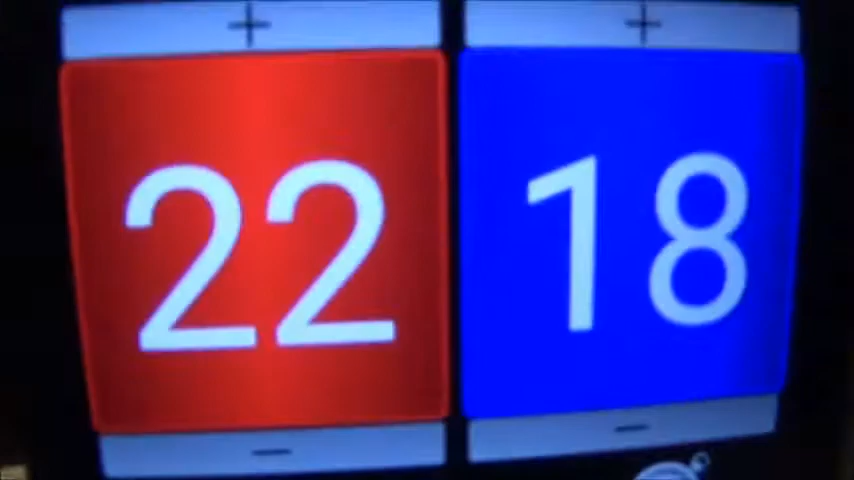 + +
22 18
− −